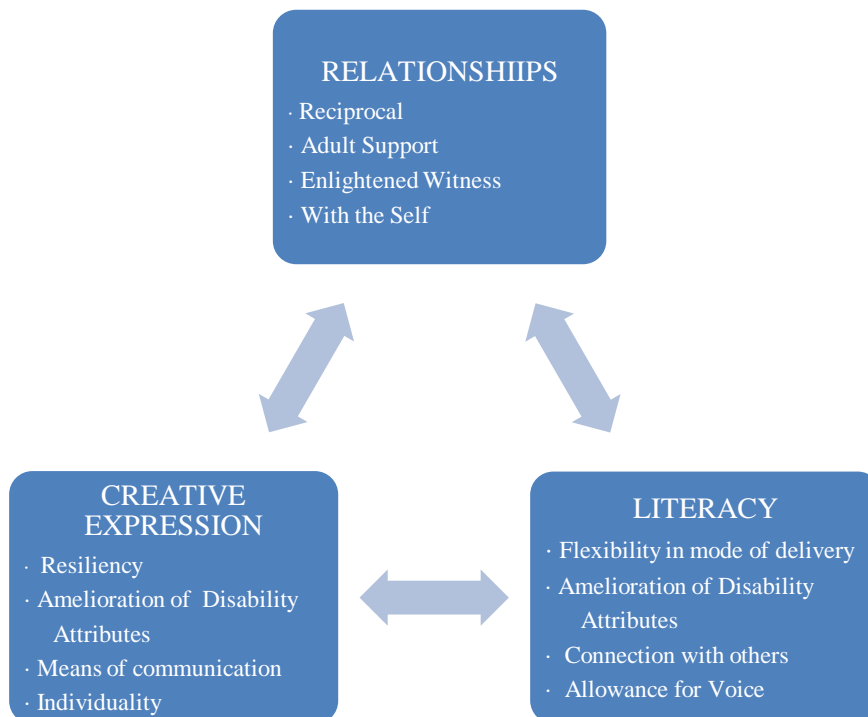 RELATIONSHIIPS
· Reciprocal
· Adult Support
· Enlightened Witness
· With the Self
CREATIVE
EXPRESSION
· Resiliency
· Amelioration of Disability
Attributes
· Means of communication
· Individuality
LITERACY
· Flexibility in mode of delivery
· Amelioration of Disability
Attributes
· Connection with others
· Allowance for Voice